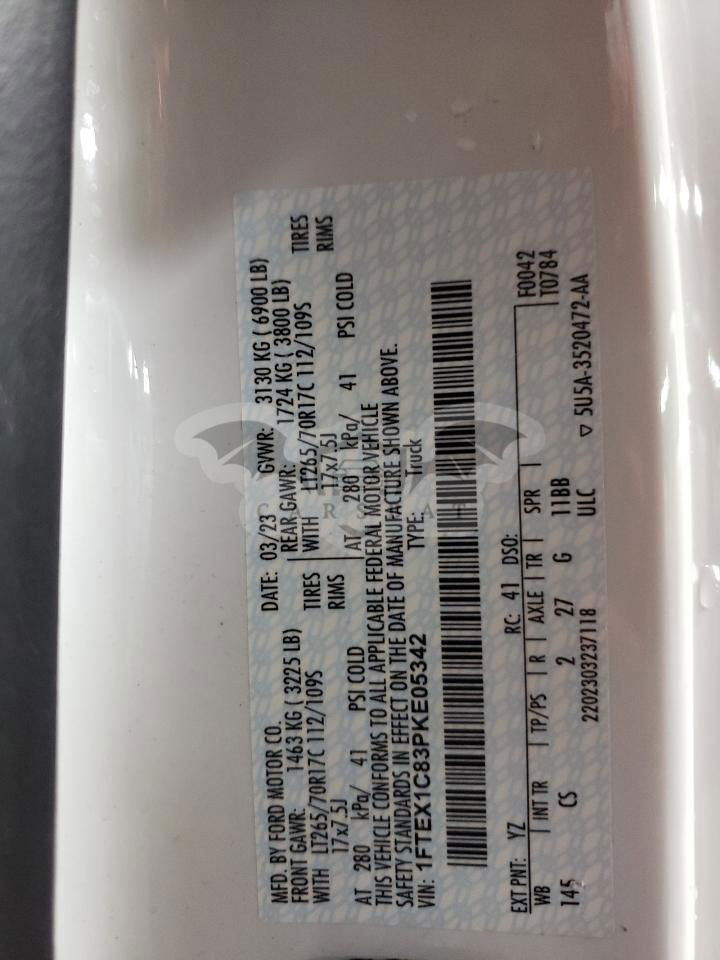 MFD. BY FORD MOTOR CO. DATE: 03/23 GVWR: 3130 KG ( 6900 LB)
FRONT GAWR: 1463 KG ( 3225 LB) REAR GAWR: 1724 KG ( 3800 LB)
WITH LT265/70R17C 112/109S TIRES WITH LT265/70R17C 112/109S TIRES
17x7.5J RIMS 17x7.5J RIMS
AT 280 kPa/ 41 PSI COLD AT 280 kPa/ 41 PSI COLD
THIS VEHICLE CONFORMS TO ALL APPLICABLE FEDERAL MOTOR VEHICLE
SAFETY STANDARDS IN EFFECT ON THE DATE OF MANUFACTURE SHOWN ABOVE.
VIN: 1FTEX1C83PKE05342 TYPE: Truck
EXT PNT: YZ RC: 41 DSO: F0042
WB INT TR TP/PS R AXLE TR SPR T0784
145 CS 2 27 G 11BB
2202303237118 ULC ▽ 5U5A-3520472-AA